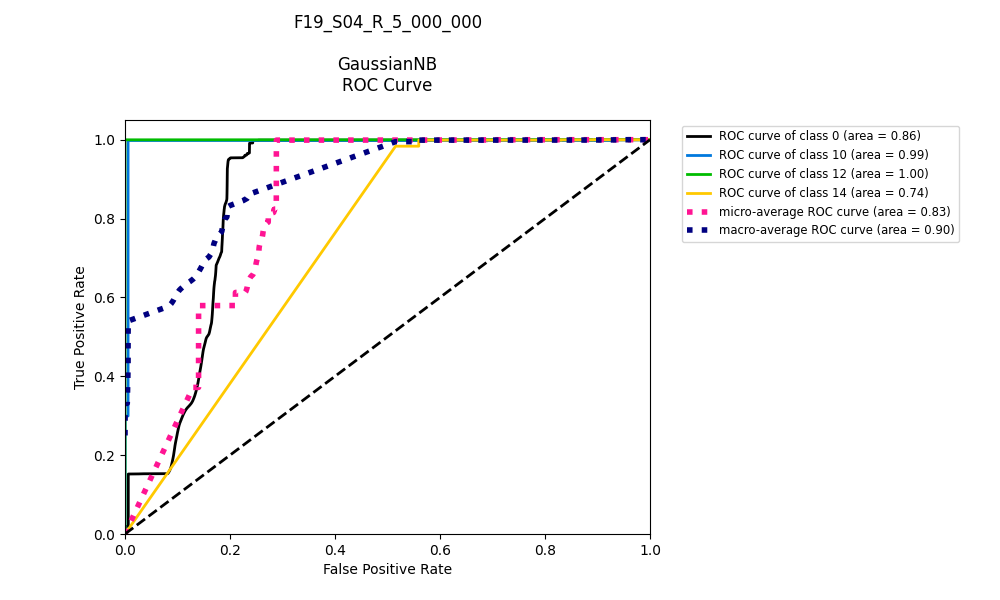 F19_S04_R_5_000_000
GaussianNB
ROC Curve
1.0
0.8
0.6
0.4
0.2
0.0
True Positive Rate
0.0 0.2 0.4 0.6 0.8 1.0
False Positive Rate
ROC curve of class 0 (area = 0.86)
ROC curve of class 10 (area = 0.99)
ROC curve of class 12 (area = 1.00)
ROC curve of class 14 (area = 0.74)
micro-average ROC curve (area = 0.83)
macro-average ROC curve (area = 0.90)